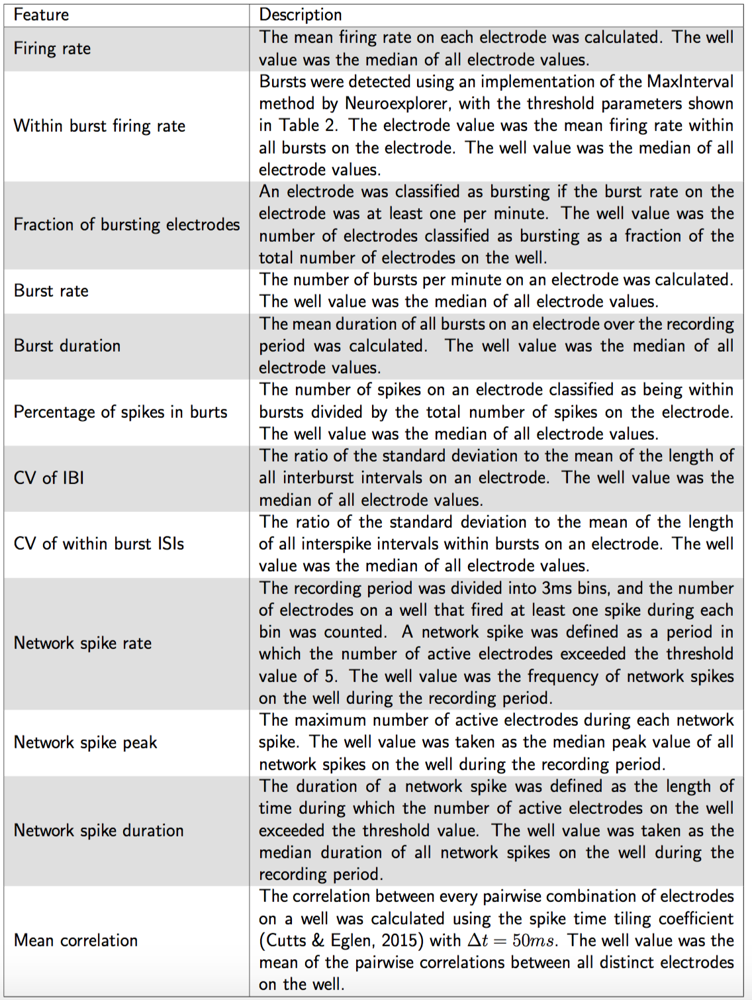 Feature
Description
Firing rate
The mean firing rate on each electrode was calculated. The well
value was the median of all electrode values.
Within burst firing rate
Bursts were detected using an implementation of the MaxInterval
method by Neuroexplorer, with the threshold parameters shown
in Table 2. The electrode value was the mean firing rate within
all bursts on the electrode. The well value was the median of all
electrode values.
Fraction of bursting electrodes
An electrode was classified as bursting if the burst rate on the
electrode was at least one per minute. The well value was the
number of electrodes classified as bursting as a fraction of the
total number of electrodes on the well.
Burst rate
The number of bursts per minute on an electrode was calculated.
The well value was the median of all electrode values.
Burst duration
The mean duration of all bursts on an electrode over the recording
period was calculated. The well value was the median of all
electrode values.
Percentage of spikes in burts
The number of spikes on an electrode classified as being within
bursts divided by the total number of spikes on the electrode.
The well value was the median of all electrode values.
CV of IBI
The ratio of the standard deviation to the mean of the length of
all interburst intervals on an electrode. The well value was the
median of all electrode values.
CV of within burst ISIs
The ratio of the standard deviation to the mean of the length
of all interspike intervals within bursts on an electrode. The well
value was the median of all electrode values.
Network spike rate
The recording period was divided into 3ms bins, and the number
of electrodes on a well that fired at least one spike during each
bin was counted. A network spike was defined as a period in
which the number of active electrodes exceeded the threshold
value of 5. The well value was the frequency of network spikes
on the well during the recording period.
Network spike peak
The maximum number of active electrodes during each network
spike. The well value was taken as the median peak value of all
network spikes on the well during the recording period.
Network spike duration
The duration of a network spike was defined as the length of
time during which the number of active electrodes on the well
exceeded the threshold value. The well value was taken as the
median duration of all network spikes on the well during the
recording period.
Mean correlation
The correlation between every pairwise combination of electrodes
on a well was calculated using the spike time tiling coefficient
(Cutts & Eglen, 2015) with Δt = 50ms. The well value was the
mean of the pairwise correlations between all distinct electrodes
on the well.